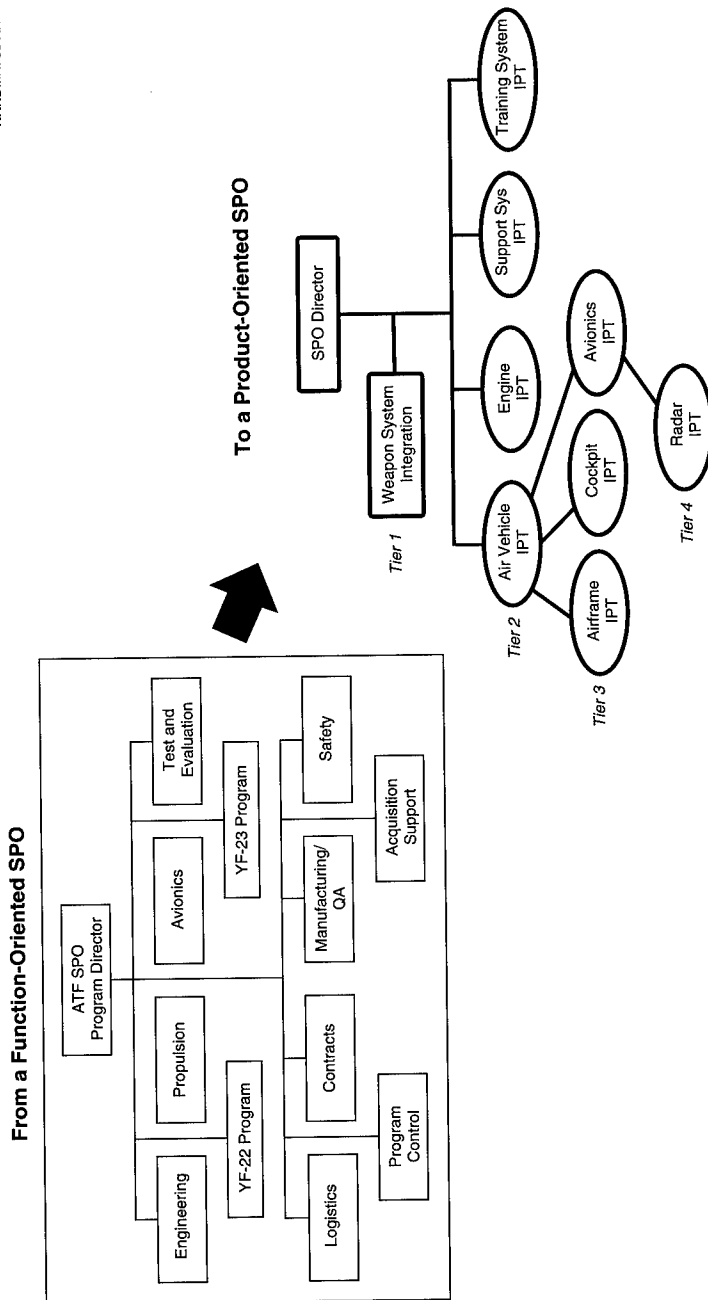 From a Function-Oriented SPO
ATF SPO
Program Director
Engineering
Propulsion
Avionics
Test and
Evaluation
YF-22 Program
YF-23 Program
Logistics
Contracts
Manufacturing/
QA
Safety
Program
Control
Acquisition
Support
To a Product-Oriented SPO
SPO Director
Weapon System
Integration
Tier 1
Air Vehicle
IPT
Engine
IPT
Support Sys
IPT
Training System
IPT
Tier 2
Airframe
IPT
Cockpit
IPT
Avionics
IPT
Tier 3
Radar
IPT
Tier 4